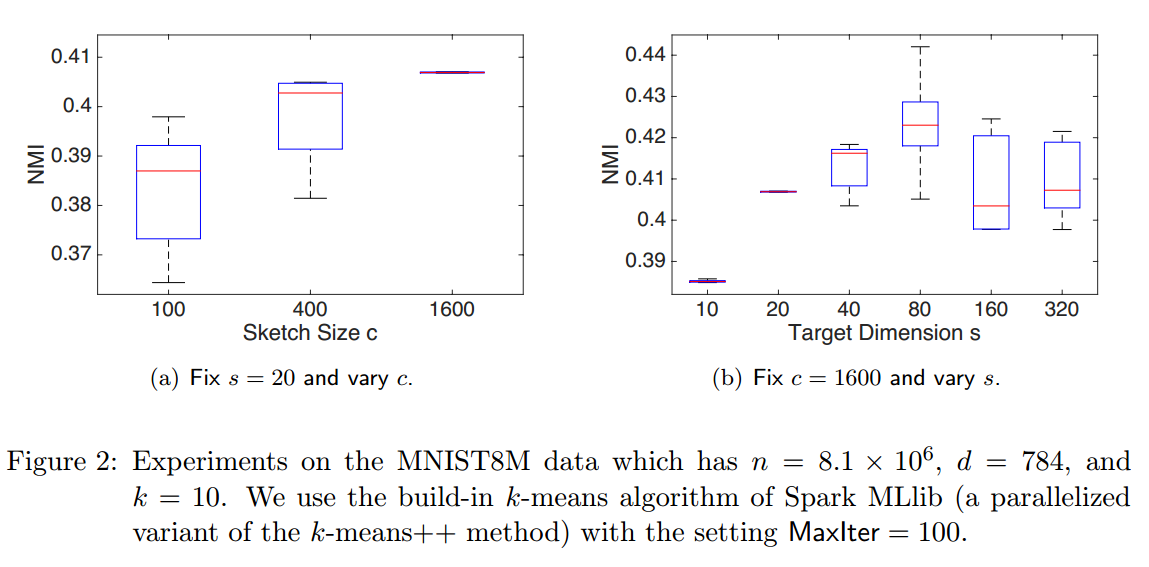 0.41
0.4
0.39
0.38
0.37
NMI
100 400 1600
Sketch Size c
(a) Fix s = 20 and vary c.
0.44
0.43
0.42
0.41
0.4
0.39
NMI
10 20 40 80 160 320
Target Dimension s
(b) Fix c = 1600 and vary s.
Figure 2: Experiments on the MNIST8M data which has n = 8.1 × 10⁶, d = 784, and
k = 10. We use the build-in k-means algorithm of Spark MLlib (a parallelized
variant of the k-means++ method) with the setting MaxIter = 100.